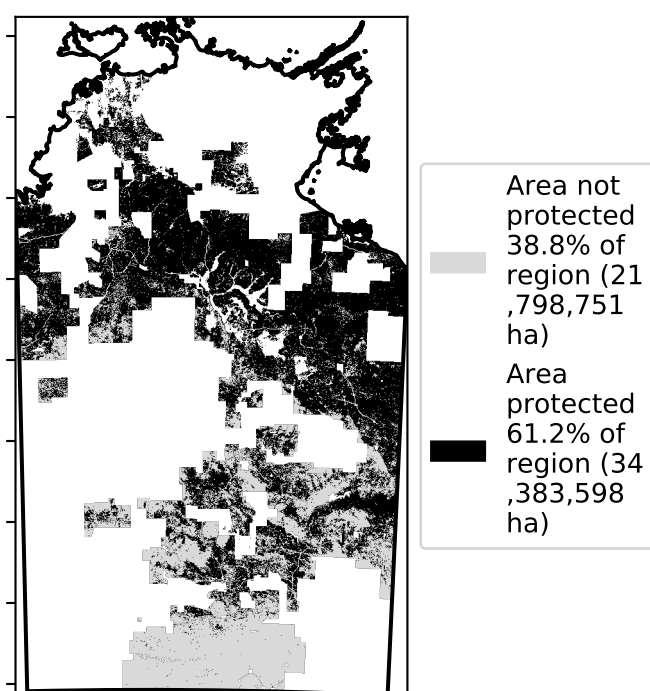 Area not
protected
38.8% of
region (21
,798,751
ha)
Area
protected
61.2% of
region (34
,383,598
ha)